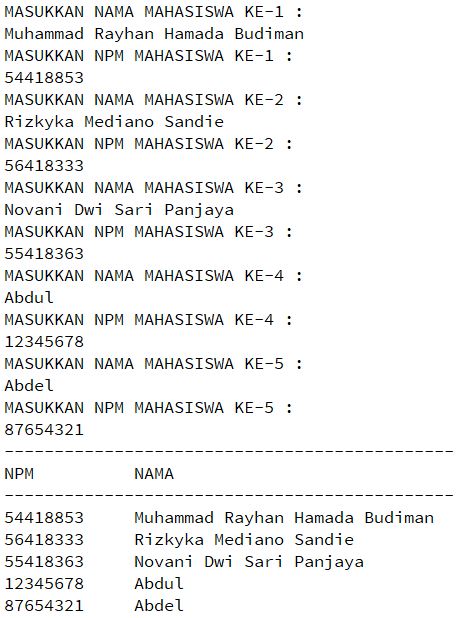 MASUKKAN NAMA MAHASISWA KE-1 :
Muhammad Rayhan Hamada Budiman
MASUKKAN NPM MAHASISWA KE-1 :
54418853
MASUKKAN NAMA MAHASISWA KE-2 :
Rizkyka Mediano Sandie
MASUKKAN NPM MAHASISWA KE-2 :
56418333
MASUKKAN NAMA MAHASISWA KE-3 :
Novani Dwi Sari Panjaya
MASUKKAN NPM MAHASISWA KE-3 :
55418363
MASUKKAN NAMA MAHASISWA KE-4 :
Abdul
MASUKKAN NPM MAHASISWA KE-4 :
12345678
MASUKKAN NAMA MAHASISWA KE-5 :
Abdel
MASUKKAN NPM MAHASISWA KE-5 :
87654321
---------------------------------------------
NPM          NAMA
---------------------------------------------
54418853     Muhammad Rayhan Hamada Budiman
56418333     Rizkyka Mediano Sandie
55418363     Novani Dwi Sari Panjaya
12345678     Abdul
87654321     Abdel